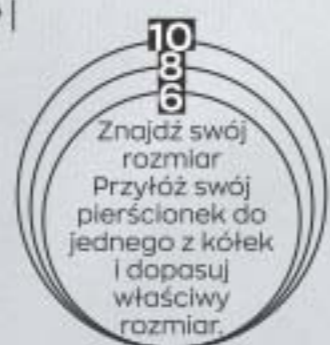 10
8
6
Znajdź swój
rozmiar
Przyłóż swój
pierścionek do
jednego z kółek
i dopasuj
właściwy
rozmiar.